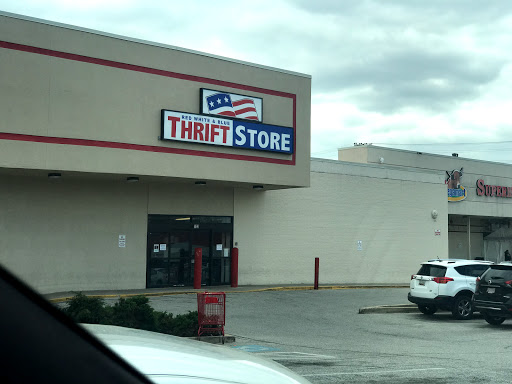 RED WHITE & BLUE
THRIFT STORE